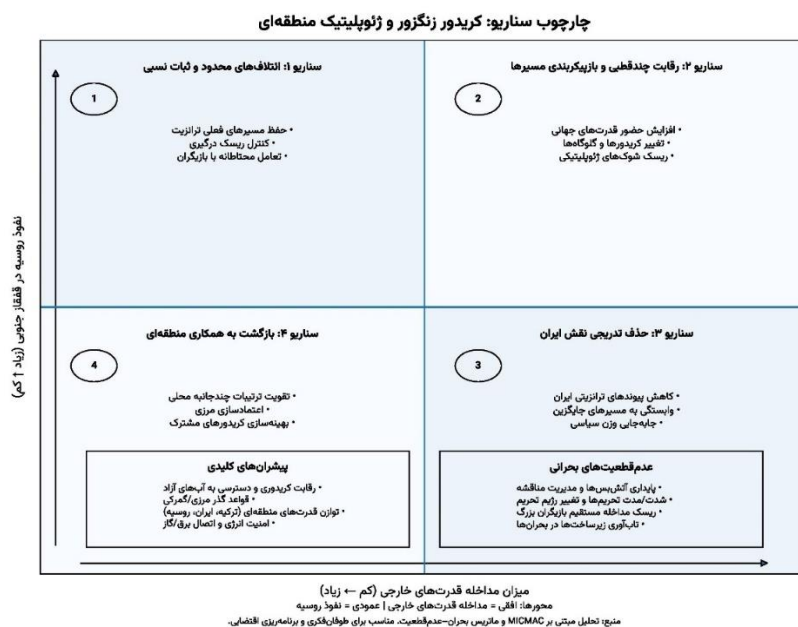 چارچوب سناریو: کریدور زنگزور و ژئوپلیتیک منطقه‌ای
سناریو ۱: ائتلاف‌های محدود و ثبات نسبی
1
• حفظ مسیرهای فعلی ترانزیت
• کنترل ریسک درگیری
• تعامل محتاطانه با بازیگران
سناریو ۲: رقابت چندقطبی و بازپیکربندی مسیرها
2
• افزایش حضور قدرت‌های جهانی
• تغییر کریدورها و گلوگاه‌ها
• ریسک شوک‌های ژئوپلیتیکی
نفوذ روسیه در قفقاز جنوبی (زیاد ↑ کم)
سناریو ۴: بازگشت به همکاری منطقه‌ای
4
• تقویت ترتیبات چندجانبه محلی
• اعتمادسازی مرزی
• بهینه‌سازی کریدورهای مشترک
پیشران‌های کلیدی
• رقابت کریدوری و دسترسی به آب‌های آزاد
• قواعد گذر مرزی/گمرکی
• توازن قدرت‌های منطقه‌ای (ترکیه، ایران، روسیه)
• امنیت انرژی و اتصال برق/گاز
سناریو ۳: حذف تدریجی نقش ایران
3
• کاهش پیوندهای ترانزیتی ایران
• وابستگی به مسیرهای جایگزین
• جابه‌جایی وزن سیاسی
عدم‌قطعیت‌های بحرانی
• پایداری آتش‌بس‌ها و مدیریت مناقشه
• شدت/مدت تحریم‌ها و تغییر رژیم تحریم
• ریسک مداخله مستقیم بازیگران بزرگ
• تاب‌آوری زیرساخت‌ها در بحران‌ها
میزان مداخله قدرت‌های خارجی (کم ← زیاد)
محورها: افقی = مداخله قدرت‌های خارجی | عمودی = نفوذ روسیه
منبع: تحلیل مبتنی بر MICMAC و ماتریس بحران–عدم‌قطعیت. مناسب برای طوفان‌فکری و برنامه‌ریزی اقتضایی.